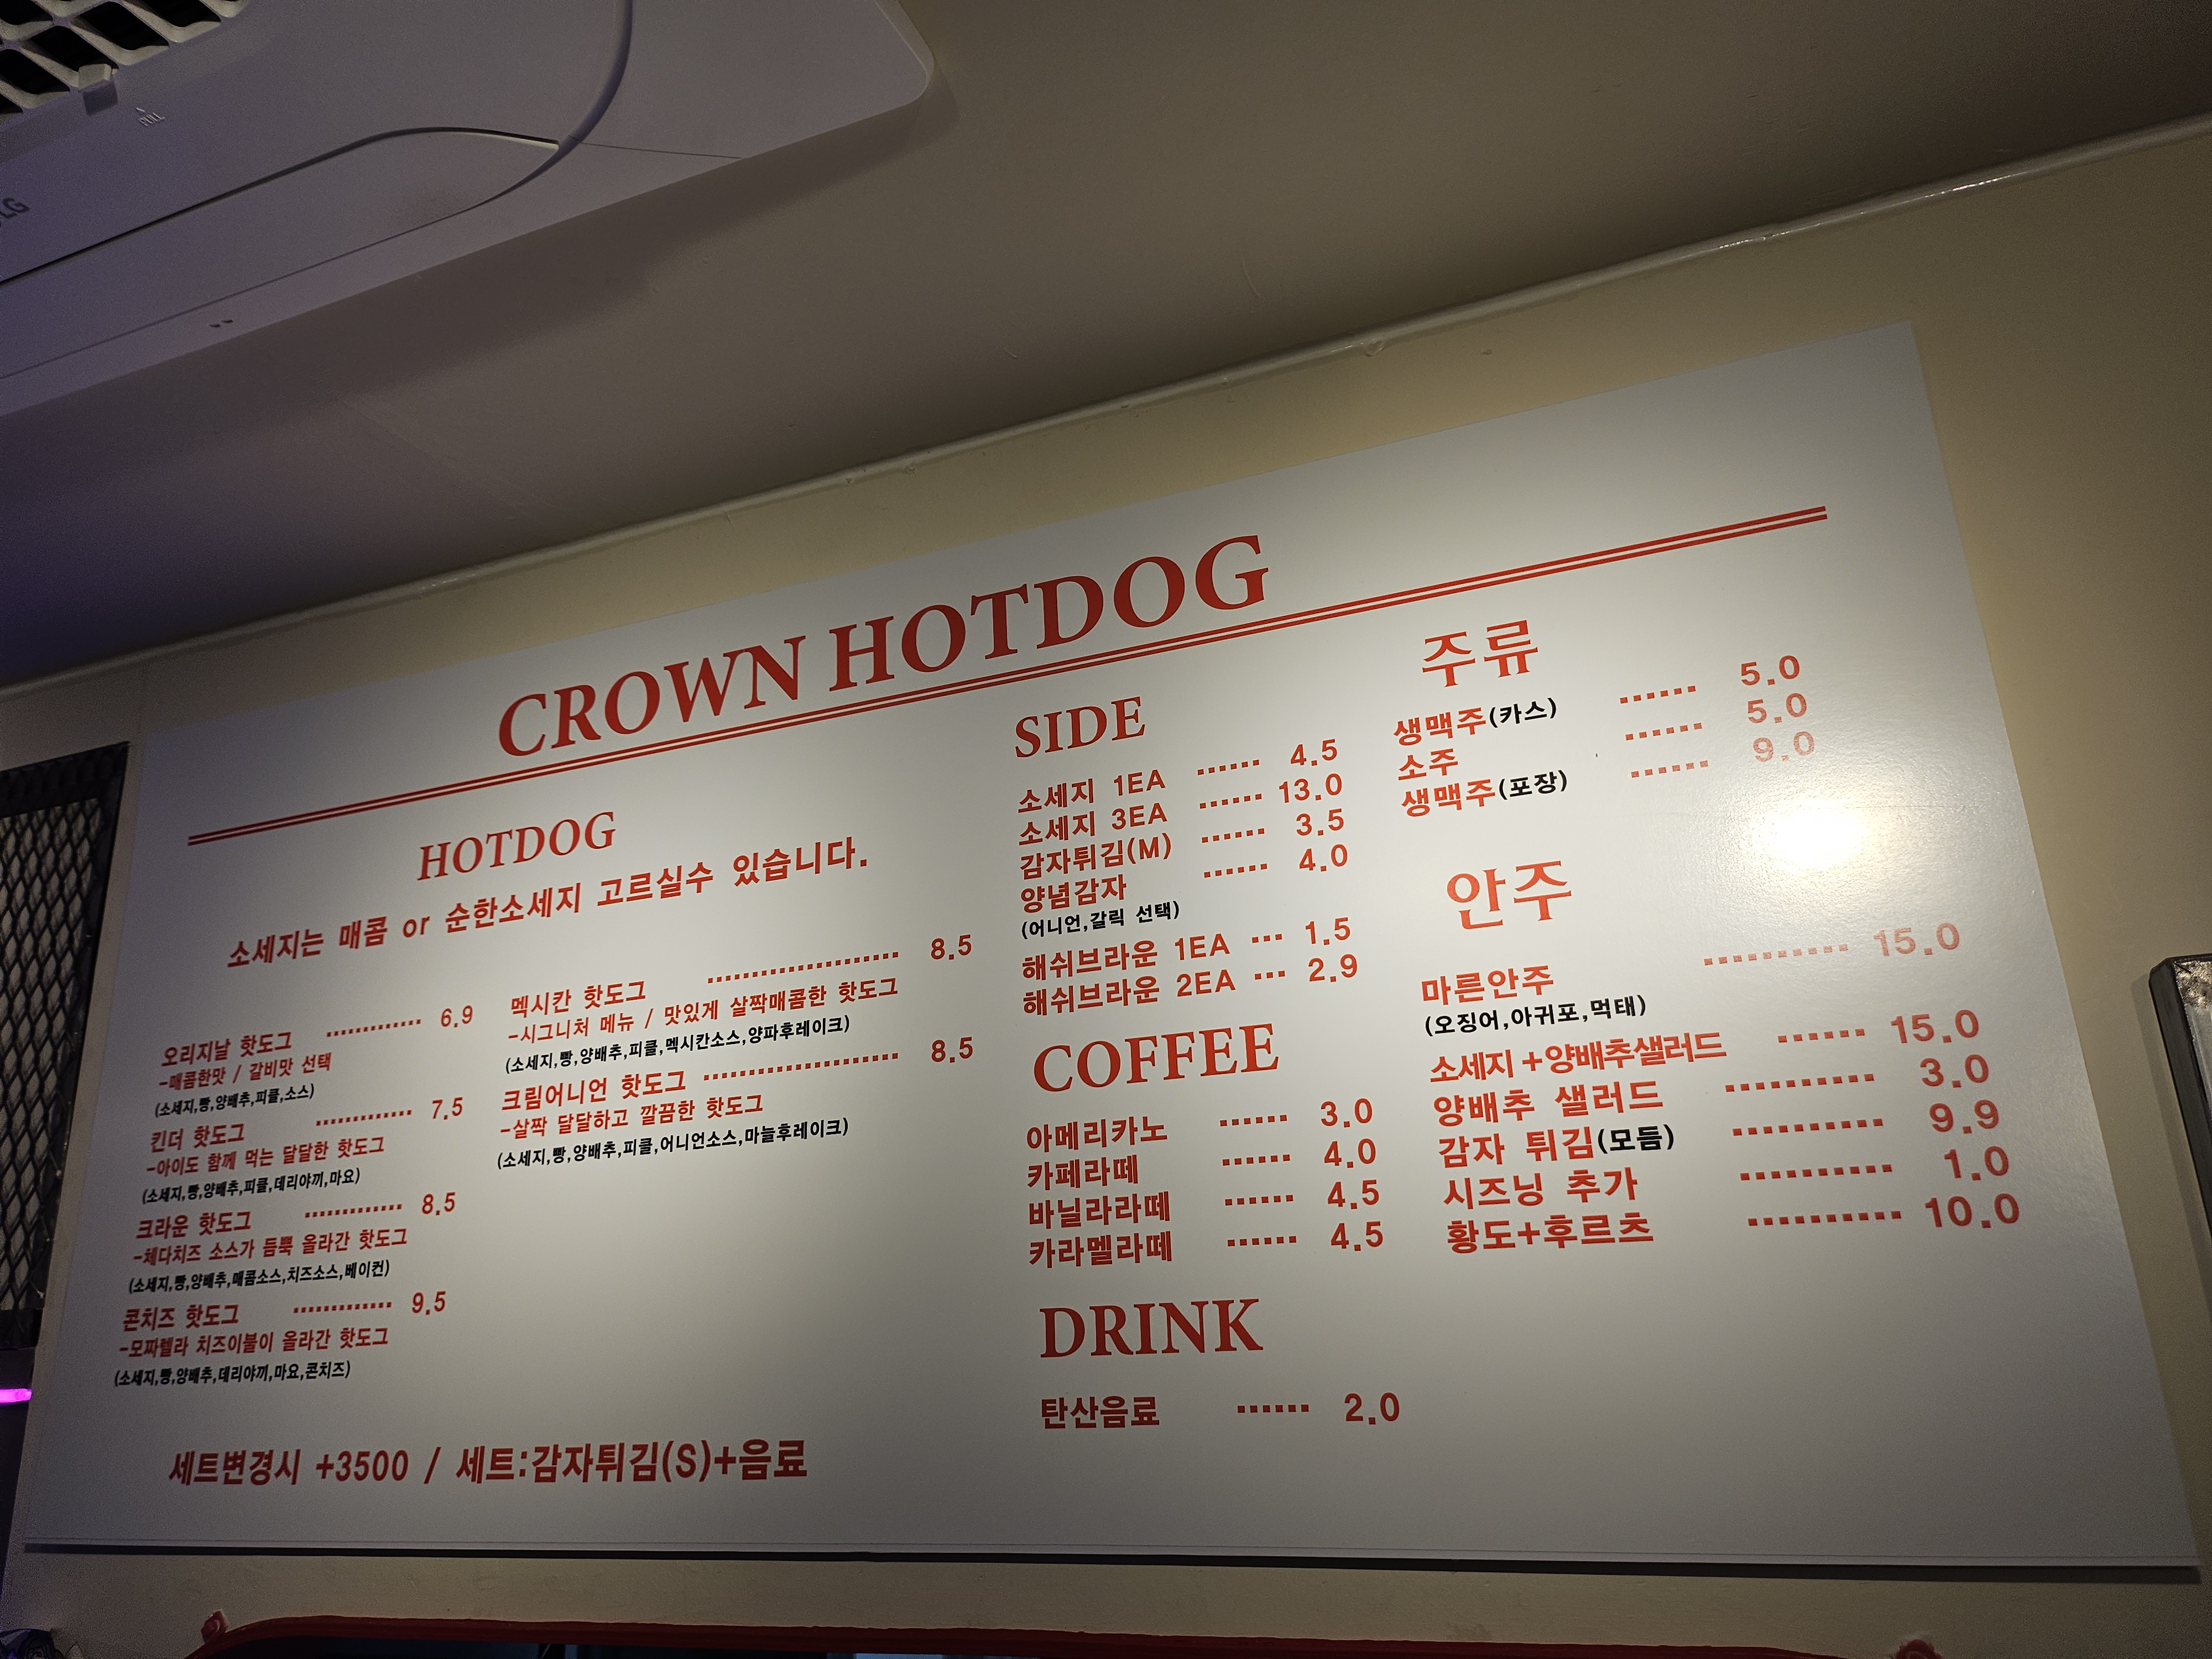 LG
CROWN HOTDOG
HOTDOG
소세지는 매콤 or 순한소세지 고르실수 있습니다.
오리지날 핫도그 ············· 6.9
-매콤한맛 / 갈비맛 선택
(소세지,빵,양배추,피클,소스)
킨더 핫도그 ············· 7.5
-아이도 함께 먹는 달달한 핫도그
(소세지,빵,양배추,피클,데리야끼,마요)
크라운 핫도그 ············· 8.5
-체다치즈 소스가 듬뿍 올라간 핫도그
(소세지,빵,양배추,매콤소스,치즈소스,베이컨)
콘치즈 핫도그 ············· 9.5
-모짜렐라 치즈이불이 올라간 핫도그
(소세지,빵,양배추,데리야끼,마요,콘치즈)
멕시칸 핫도그 ······················ 8.5
-시그니처 메뉴 / 맛있게 살짝매콤한 핫도그
(소세지,빵,양배추,피클,멕시칸소스,양파후레이크)
크림어니언 핫도그 ······················ 8.5
-살짝 달달하고 깔끔한 핫도그
(소세지,빵,양배추,피클,어니언소스,마늘후레이크)
세트변경시 +3500 / 세트:감자튀김(S)+음료
SIDE
소세지 1EA ······ 4.5
소세지 3EA ······ 13.0
감자튀김(M) ······ 3.5
양념감자 ······ 4.0
(어니언,갈릭 선택)
해쉬브라운 1EA ··· 1.5
해쉬브라운 2EA ··· 2.9
COFFEE
아메리카노 ······ 3.0
카페라떼 ······ 4.0
바닐라라떼 ······ 4.5
카라멜라떼 ······ 4.5
DRINK
탄산음료 ······ 2.0
주류
생맥주(카스) ······ 5.0
소주 ······ 5.0
생맥주(포장) ······ 9.0
안주
마른안주 ·········· 15.0
(오징어,아귀포,먹태)
소세지+양배추샐러드 ······ 15.0
양배추 샐러드 ·········· 3.0
감자 튀김(모듬) ·········· 9.9
시즈닝 추가 ·········· 1.0
황도+후르츠 ·········· 10.0